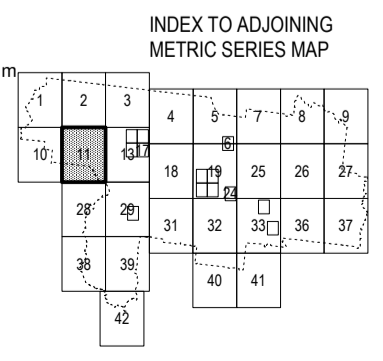 INDEX TO ADJOINING
METRIC SERIES MAP
m
1 2 3
4 5 7 8 9
6
10 11 13 17
18 19 25 26 27
24
28 29
31 32 33 36 37
38 39
40 41
42